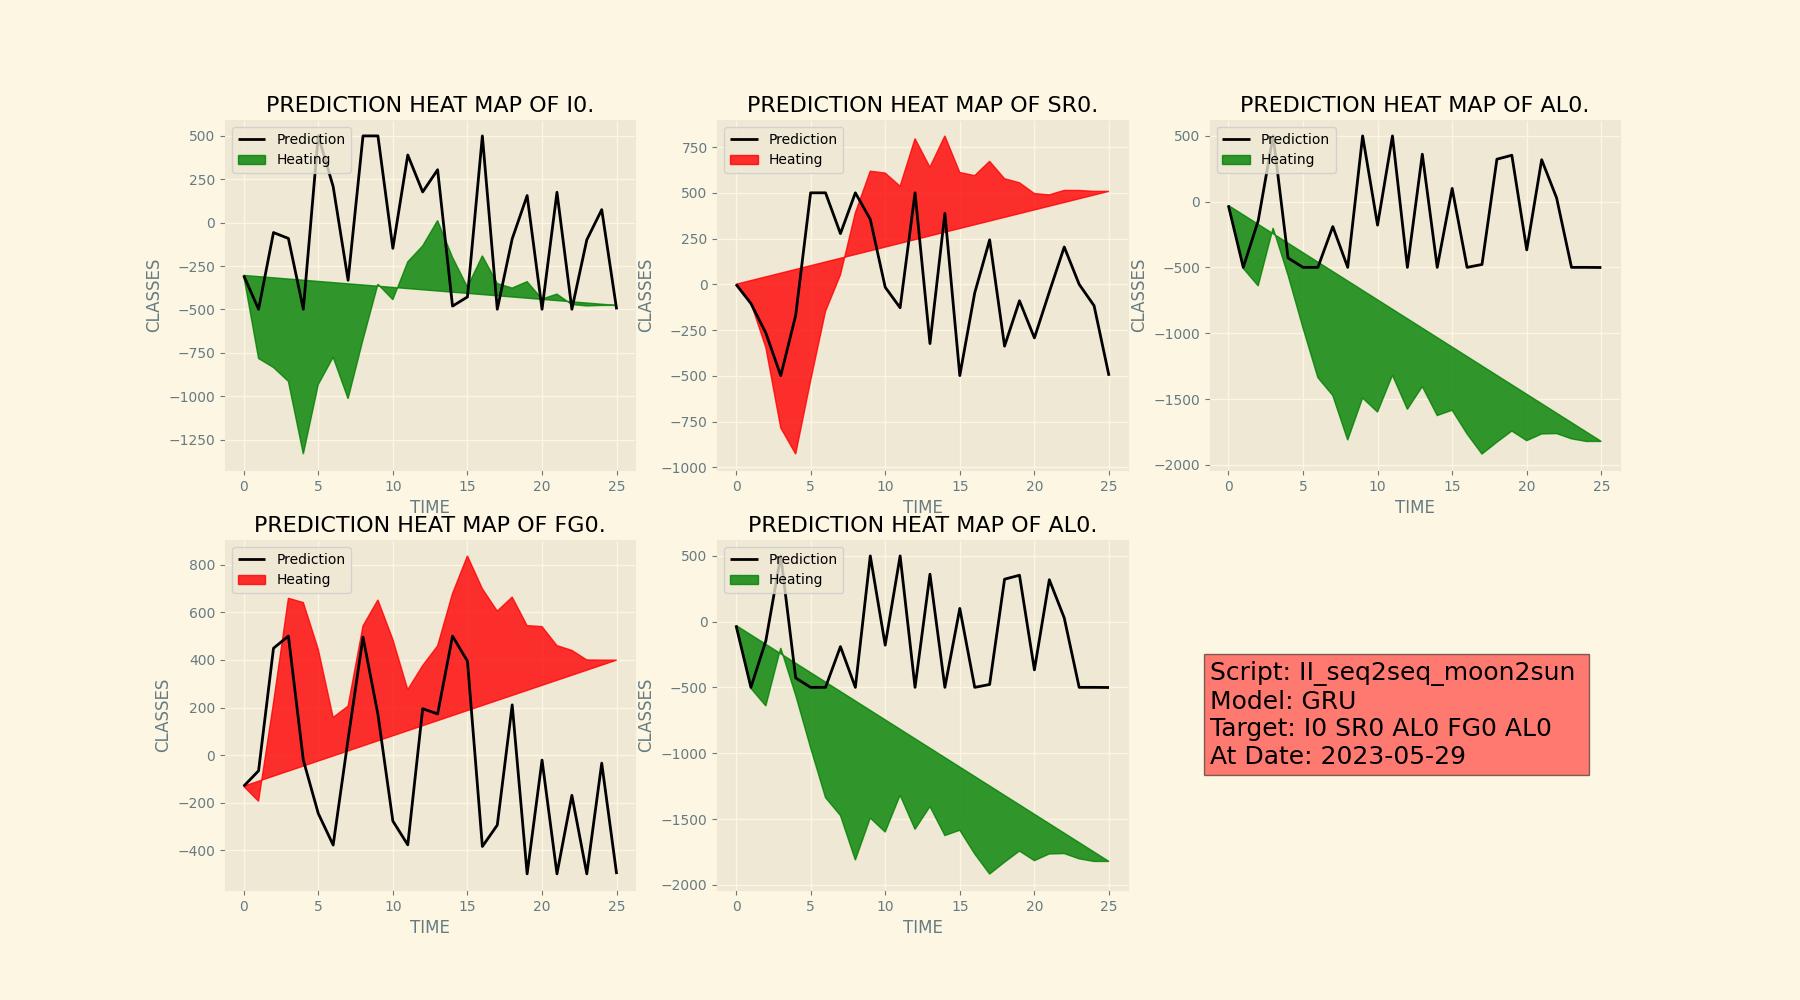 PREDICTION HEAT MAP OF I0.
Prediction
Heating
500
250
0
−250
−500
−750
−1000
−1250
CLASSES
0 5 10 15 20 25
TIME
PREDICTION HEAT MAP OF SR0.
Prediction
Heating
750
500
250
0
−250
−500
−750
−1000
CLASSES
0 5 10 15 20 25
TIME
PREDICTION HEAT MAP OF AL0.
Prediction
Heating
500
0
−500
−1000
−1500
−2000
CLASSES
0 5 10 15 20 25
TIME
PREDICTION HEAT MAP OF FG0.
Prediction
Heating
800
600
400
200
0
−200
−400
CLASSES
0 5 10 15 20 25
TIME
PREDICTION HEAT MAP OF AL0.
Prediction
Heating
500
0
−500
−1000
−1500
−2000
CLASSES
0 5 10 15 20 25
TIME
Script: II_seq2seq_moon2sun
Model: GRU
Target: I0 SR0 AL0 FG0 AL0
At Date: 2023-05-29